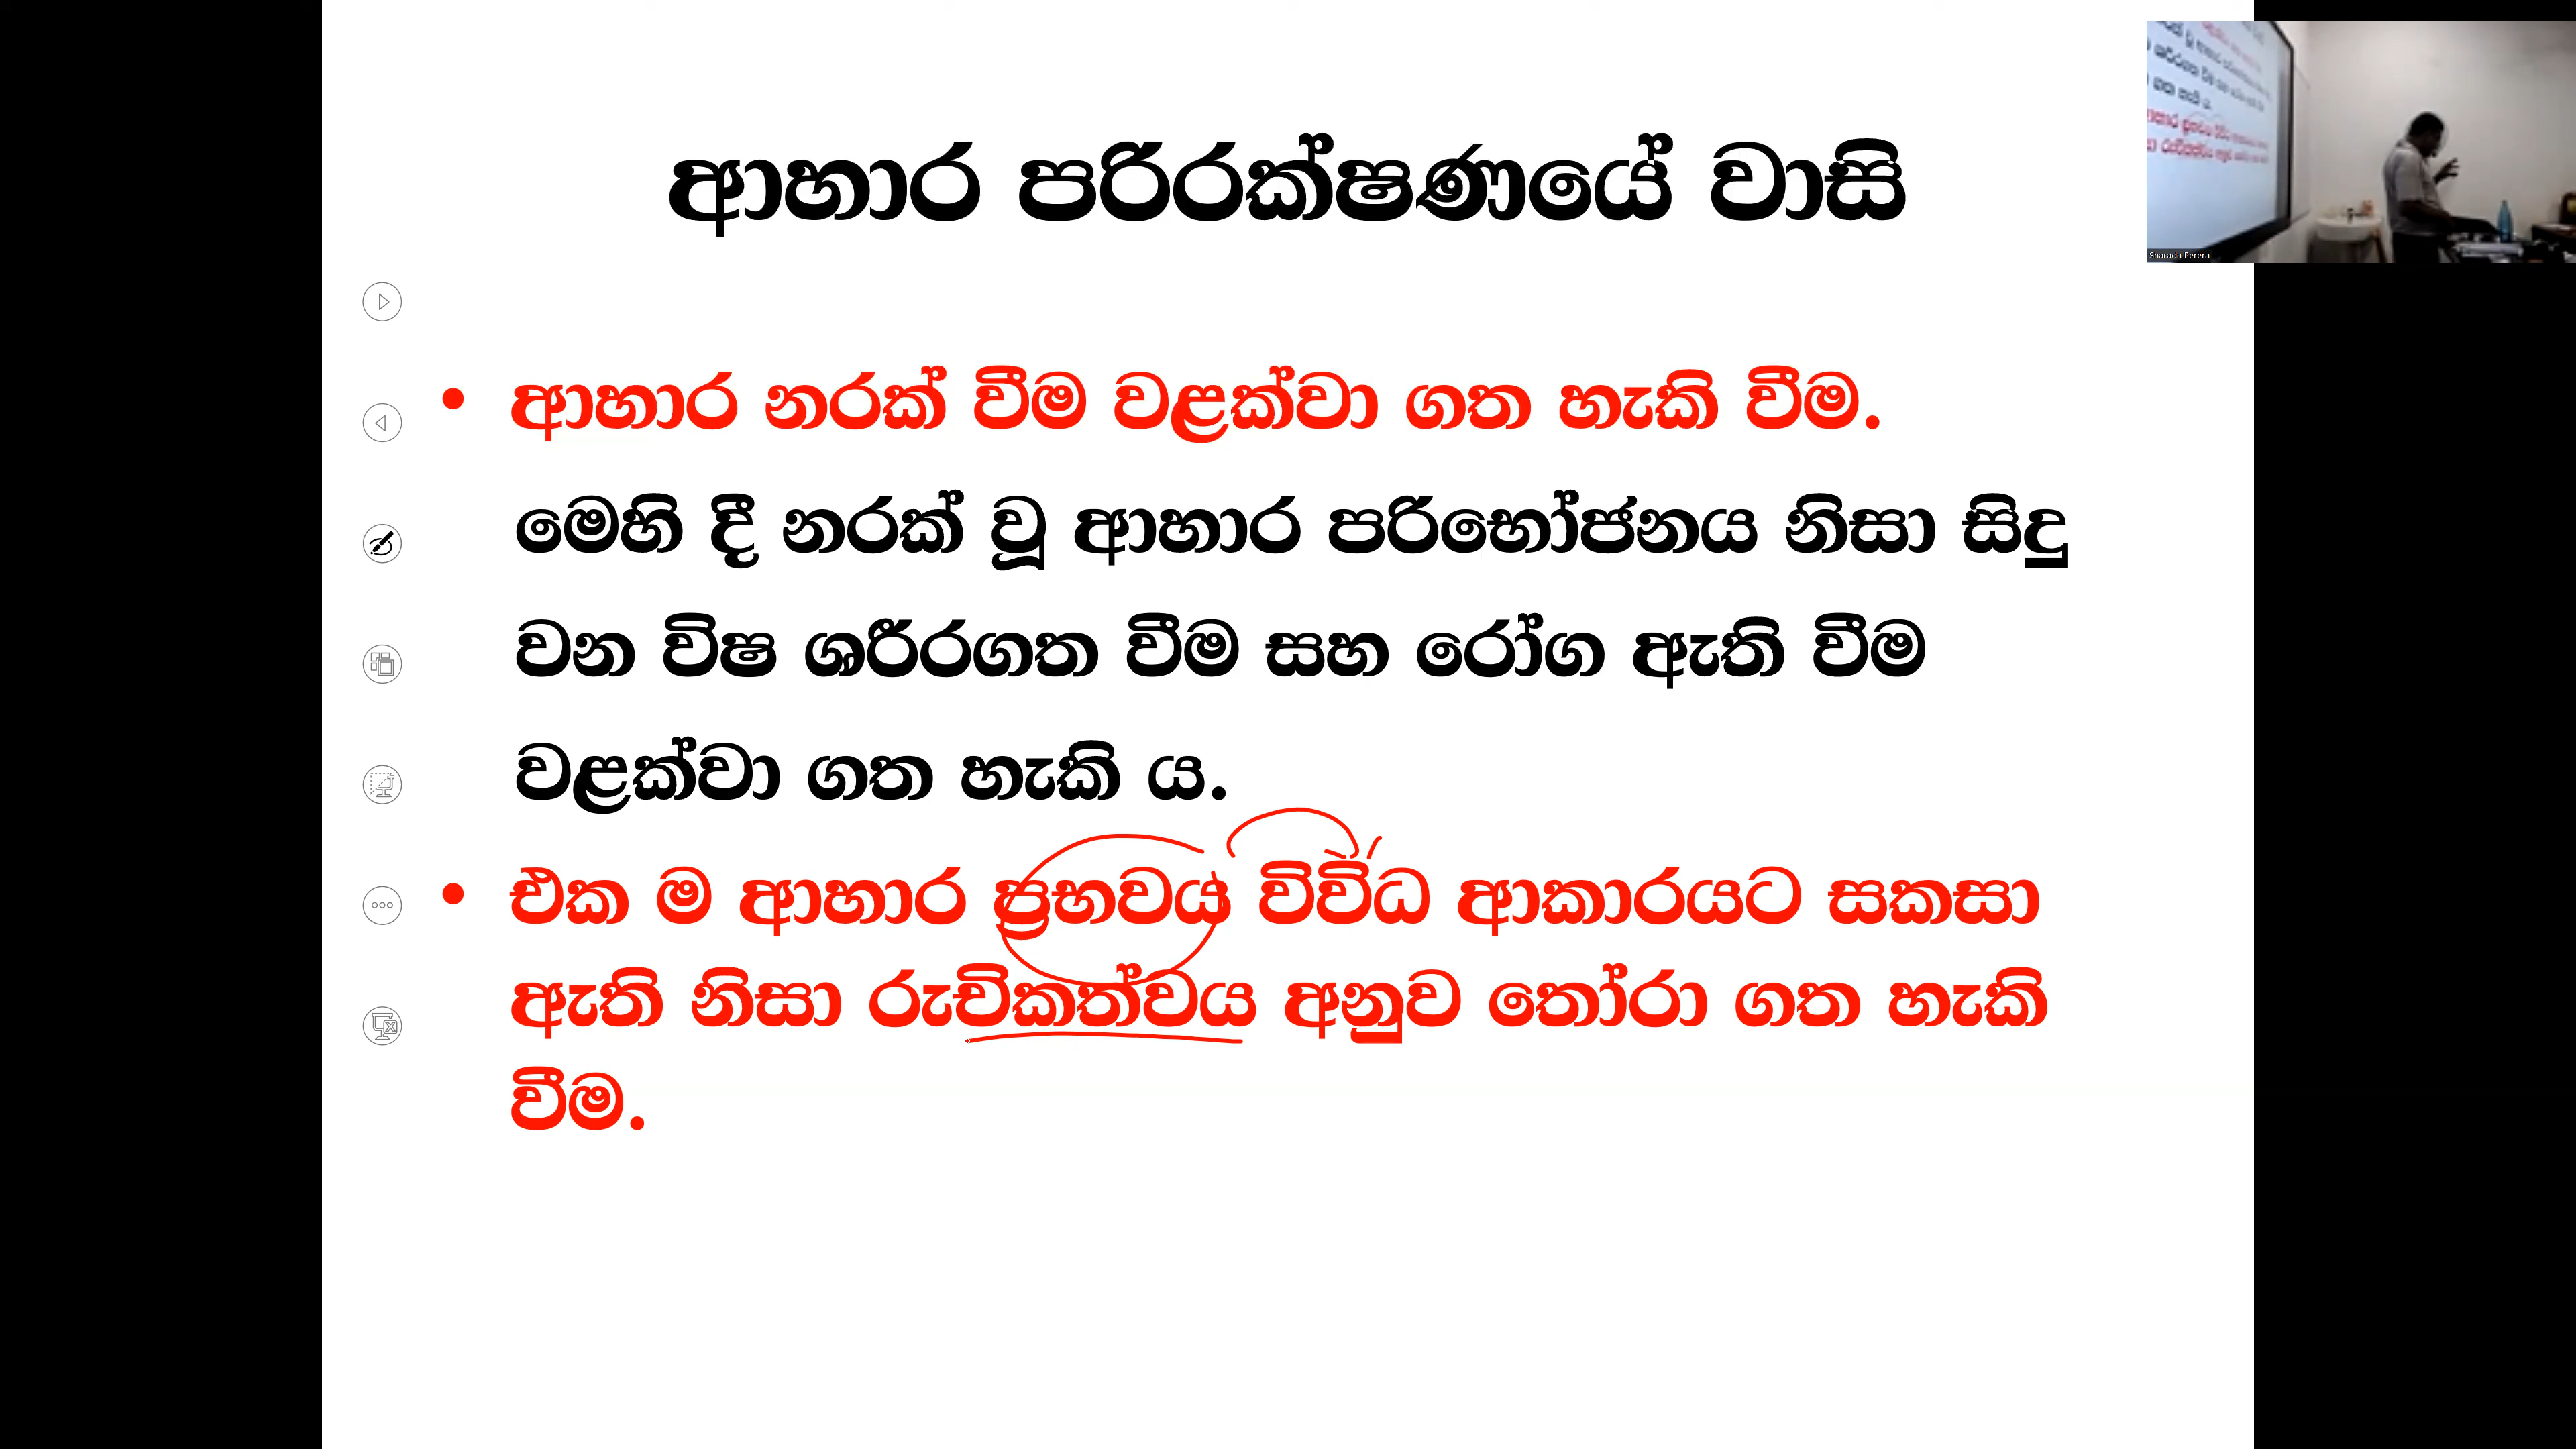 ආහාර පරිරක්ෂණයේ වාසි
Sharada Perera
• ආහාර නරක් වීම වළක්වා ගත හැකි වීම.
මෙහි දී නරක් වූ ආහාර පරිභෝජනය නිසා සිදු
වන විෂ ශරීරගත වීම සහ රෝග ඇති වීම
වළක්වා ගත හැකි ය.
• එක ම ආහාර ප්‍රභවය විවිධ ආකාරයට සකසා
ඇති නිසා රුචිකත්වය අනුව තෝරා ගත හැකි
වීම.